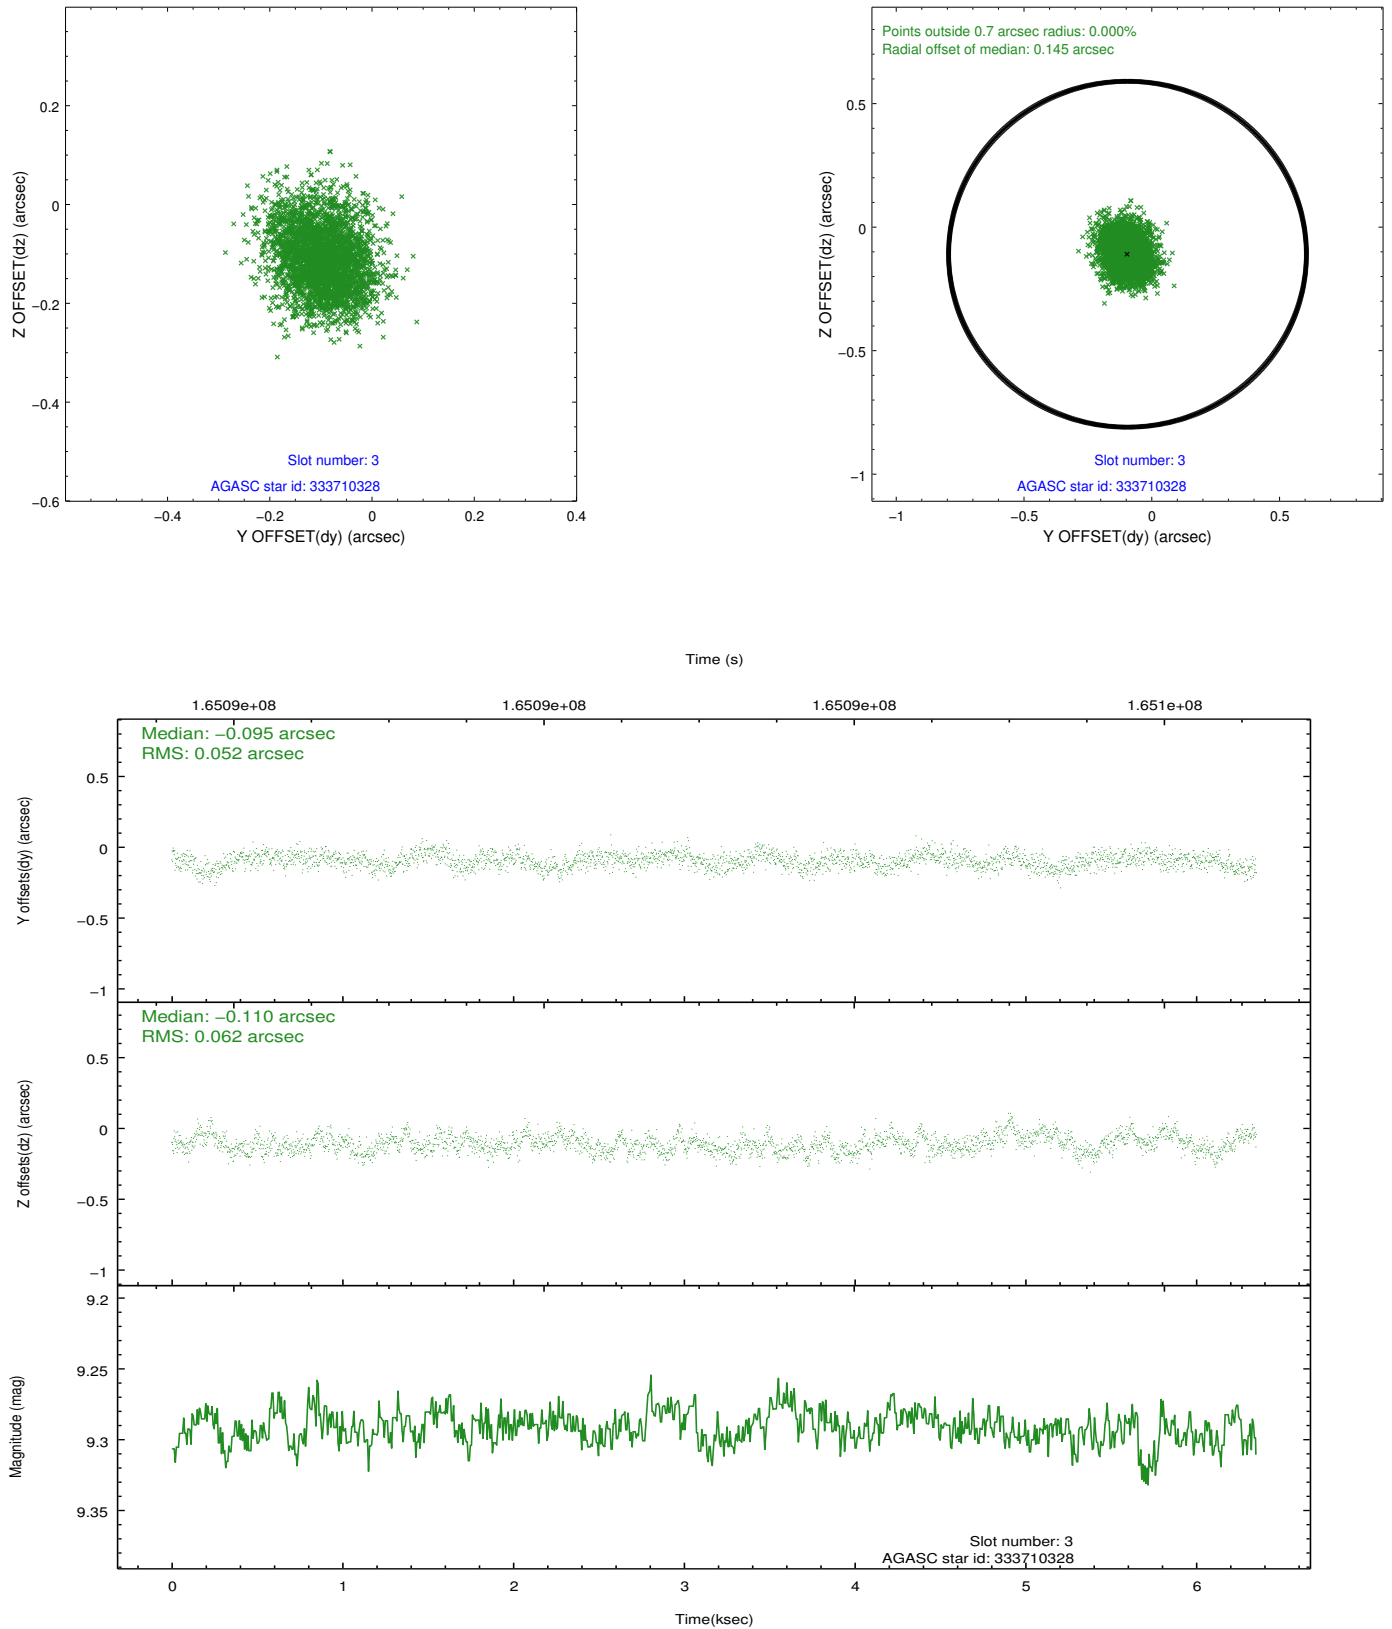 0.2
0
−0.2
−0.4
−0.6
Z OFFSET(dz) (arcsec)
Slot number: 3
AGASC star id: 333710328
−0.4
−0.2
0
0.2
0.4
Y OFFSET(dy) (arcsec)
Points outside 0.7 arcsec radius: 0.000%
Radial offset of median: 0.145 arcsec
0.5
0
−0.5
−1
Z OFFSET(dz) (arcsec)
Slot number: 3
AGASC star id: 333710328
−1
−0.5
0
0.5
Y OFFSET(dy) (arcsec)
Time (s)
1.6509e+08
1.6509e+08
1.6509e+08
1.651e+08
Median: −0.095 arcsec
RMS: 0.052 arcsec
0.5
0
−0.5
−1
Y offsets(dy) (arcsec)
Median: −0.110 arcsec
RMS: 0.062 arcsec
0.5
0
−0.5
−1
Z offsets(dz) (arcsec)
9.2
9.25
9.3
9.35
Magnitude (mag)
Slot number: 3
AGASC star id: 333710328
0
1
2
3
4
5
6
Time(ksec)